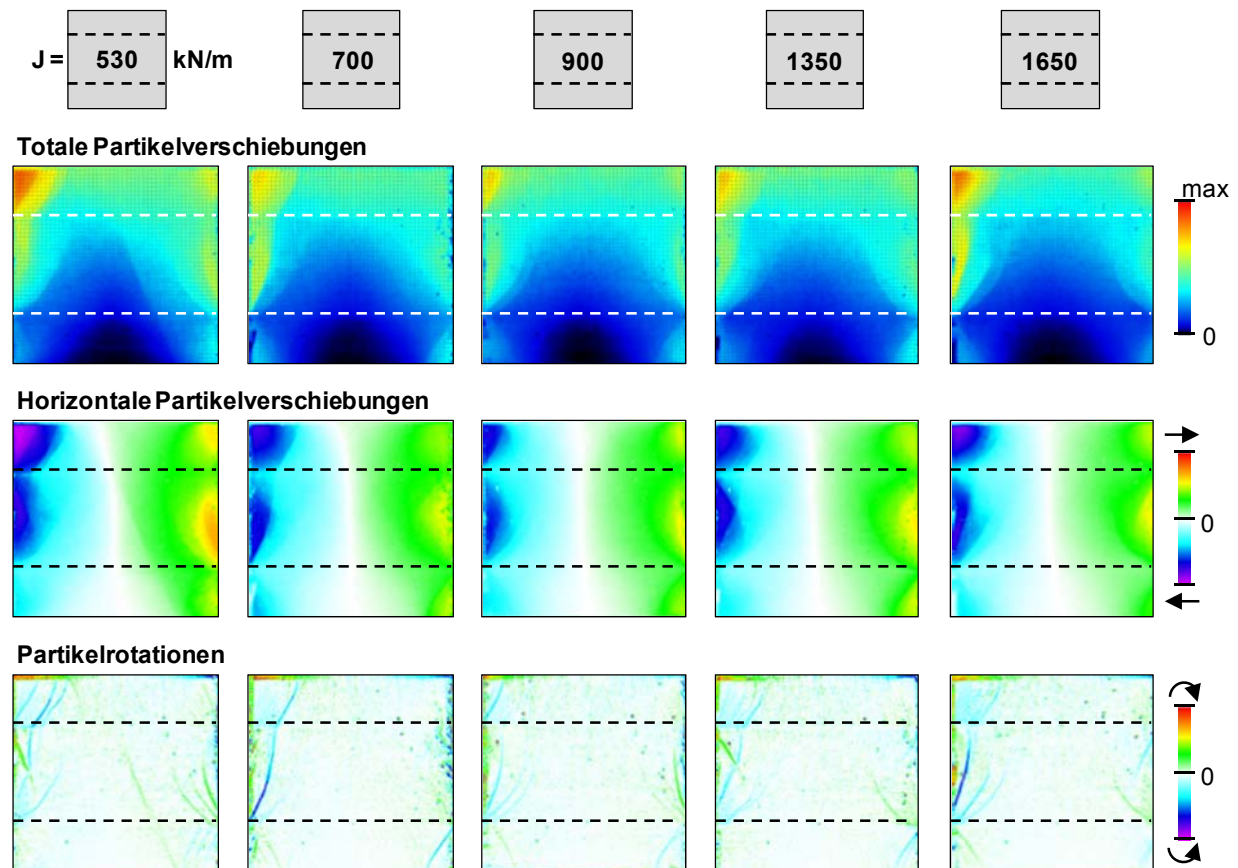 J = 530 kN/m 700 900 1350 1650
Totale Partikelverschiebungen
max
0
Horizontale Partikelverschiebungen
0
Partikelrotationen
0